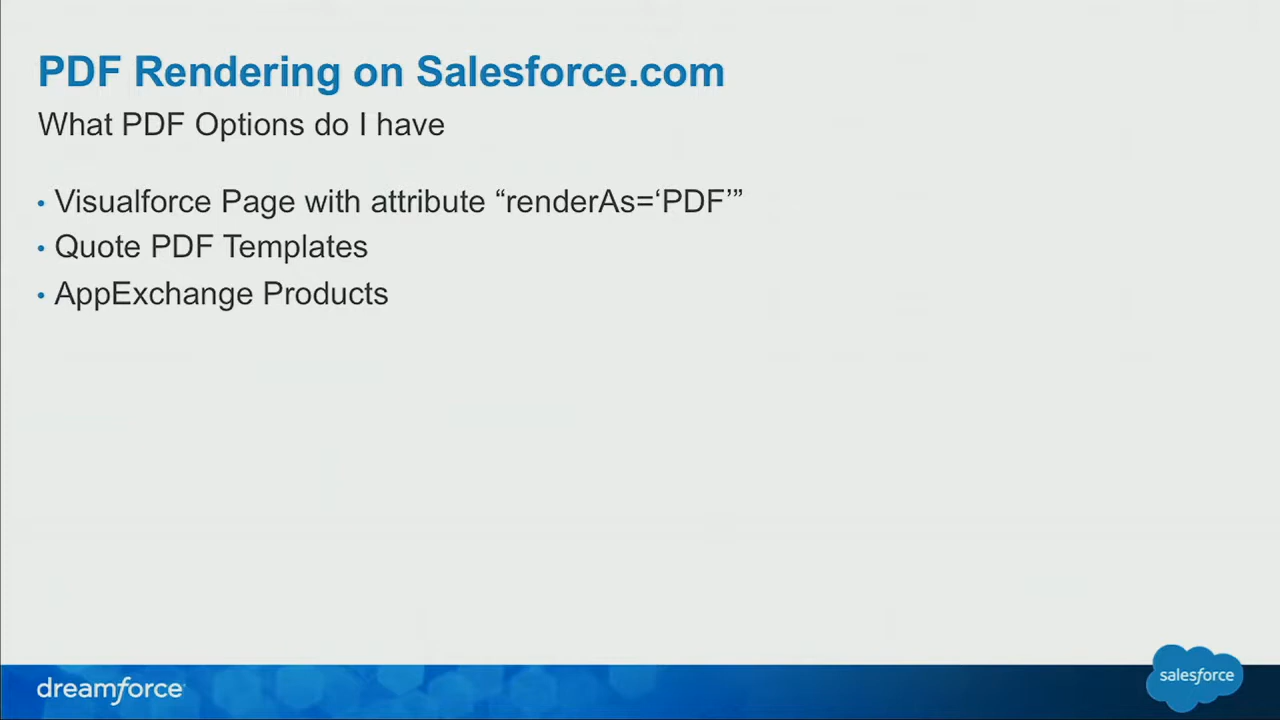 PDF Rendering on Salesforce.com
What PDF Options do I have
• Visualforce Page with attribute “renderAs=‘PDF’”
• Quote PDF Templates
• AppExchange Products
dreamforce
salesforce